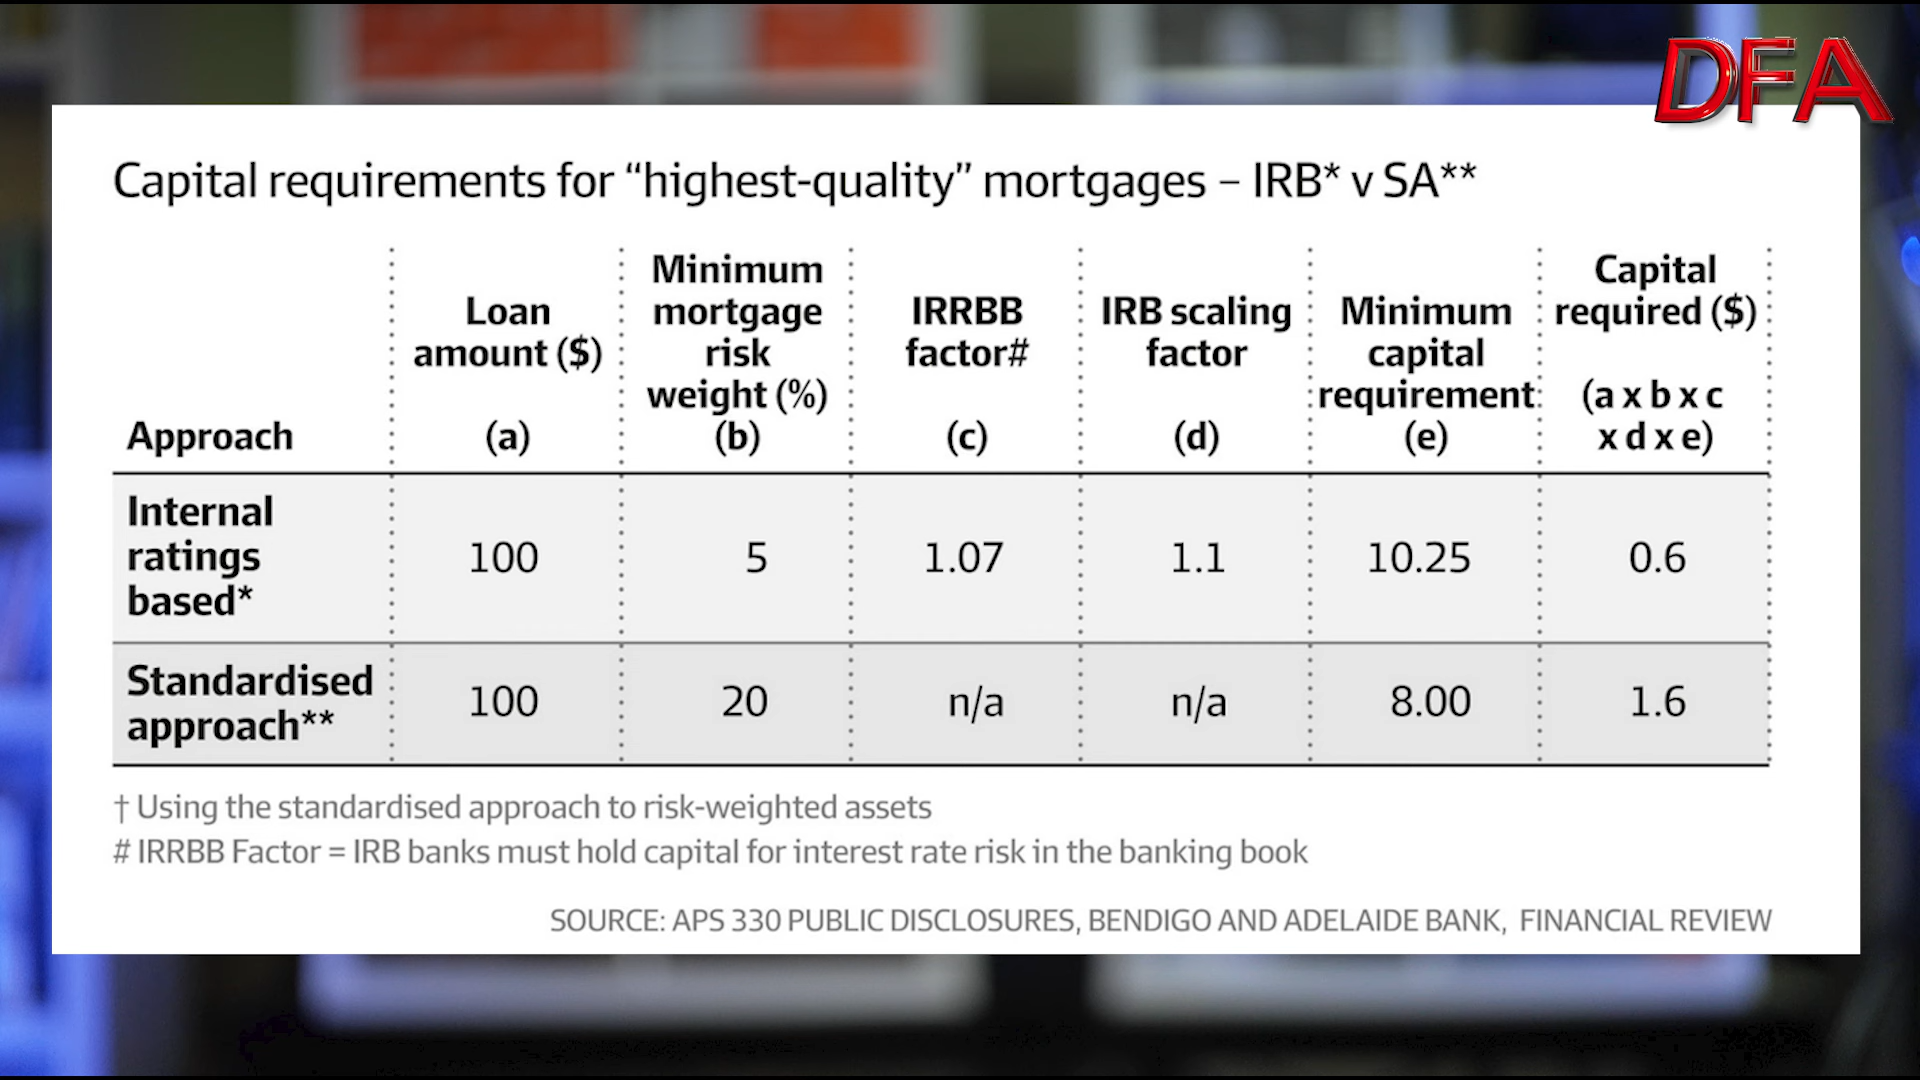 DFA
Capital requirements for “highest-quality” mortgages – IRB* v SA**
Approach
Loan
amount ($)
(a)
Minimum
mortgage
risk
weight (%)
(b)
IRRBB
factor#
(c)
IRB scaling
factor
(d)
Minimum
capital
requirement
(e)
Capital
required ($)
(a x b x c
x d x e)
Internal
ratings
based*
100
5
1.07
1.1
10.25
0.6
Standardised
approach**
100
20
n/a
n/a
8.00
1.6
† Using the standardised approach to risk-weighted assets
# IRRBB Factor = IRB banks must hold capital for interest rate risk in the banking book
SOURCE: APS 330 PUBLIC DISCLOSURES, BENDIGO AND ADELAIDE BANK, FINANCIAL REVIEW